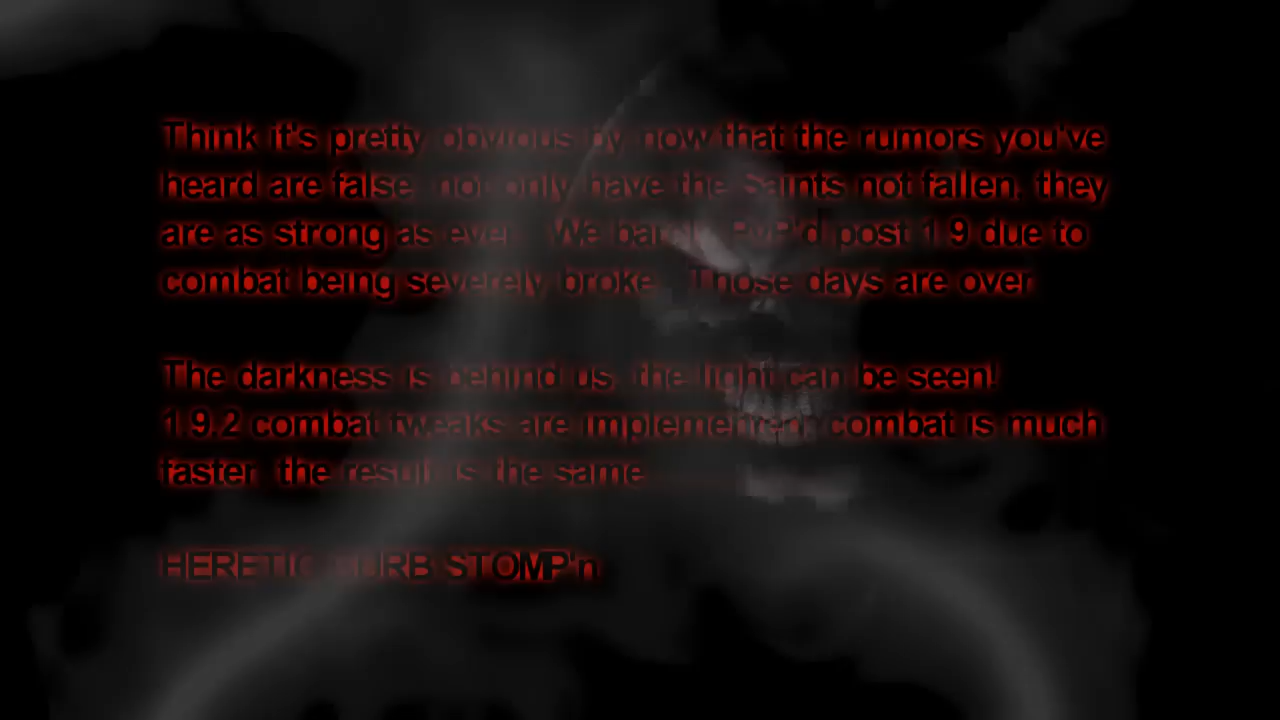 Think it's pretty obvious by now that the rumors you've
heard are false, not only have the Saints not fallen, they
are as strong as ever. We barely PvP'd post 1.9 due to
combat being severely broke. Those days are over.
The darkness is behind us, the light can be seen!
1.9.2 combat tweaks are implemented, combat is much
faster, the result is the same..............
HERETIC CURB STOMP'n